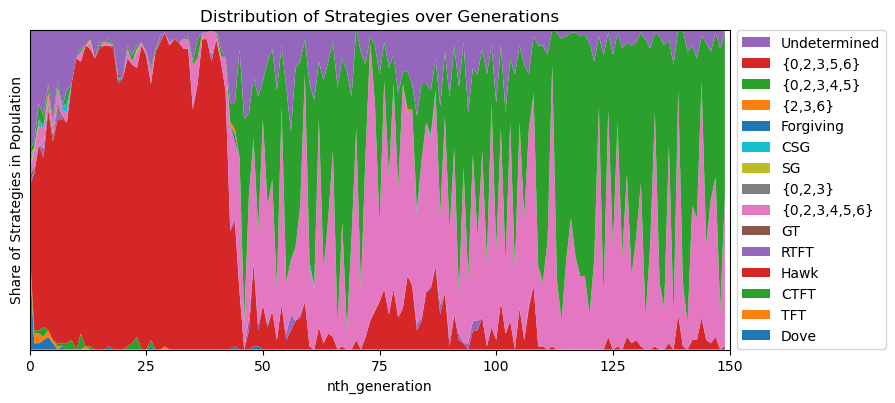 Distribution of Strategies over Generations
Share of Strategies in Population
0
25
50
75
100
125
150
nth_generation
Undetermined
{0,2,3,5,6}
{0,2,3,4,5}
{2,3,6}
Forgiving
CSG
SG
{0,2,3}
{0,2,3,4,5,6}
GT
RTFT
Hawk
CTFT
TFT
Dove